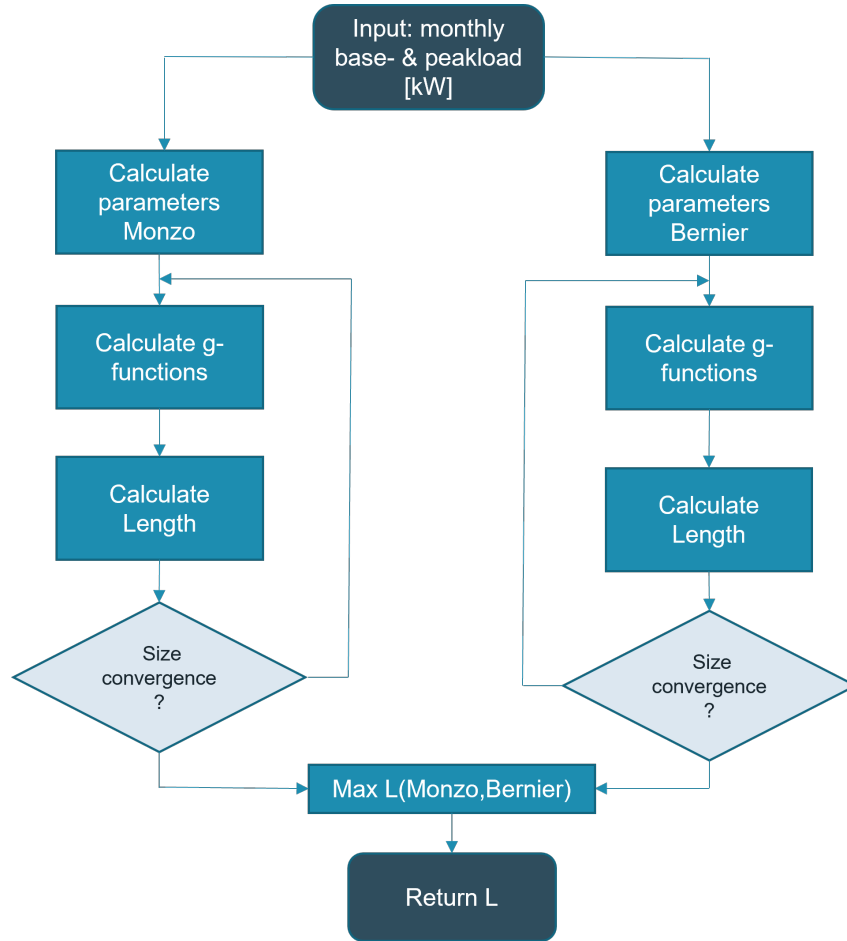 Input: monthly
base- & peakload
[kW]
Calculate
parameters
Monzo
Calculate
parameters
Bernier
Calculate g-
functions
Calculate g-
functions
Calculate
Length
Calculate
Length
Size
convergence
?
Size
convergence
?
Max L(Monzo,Bernier)
Return L